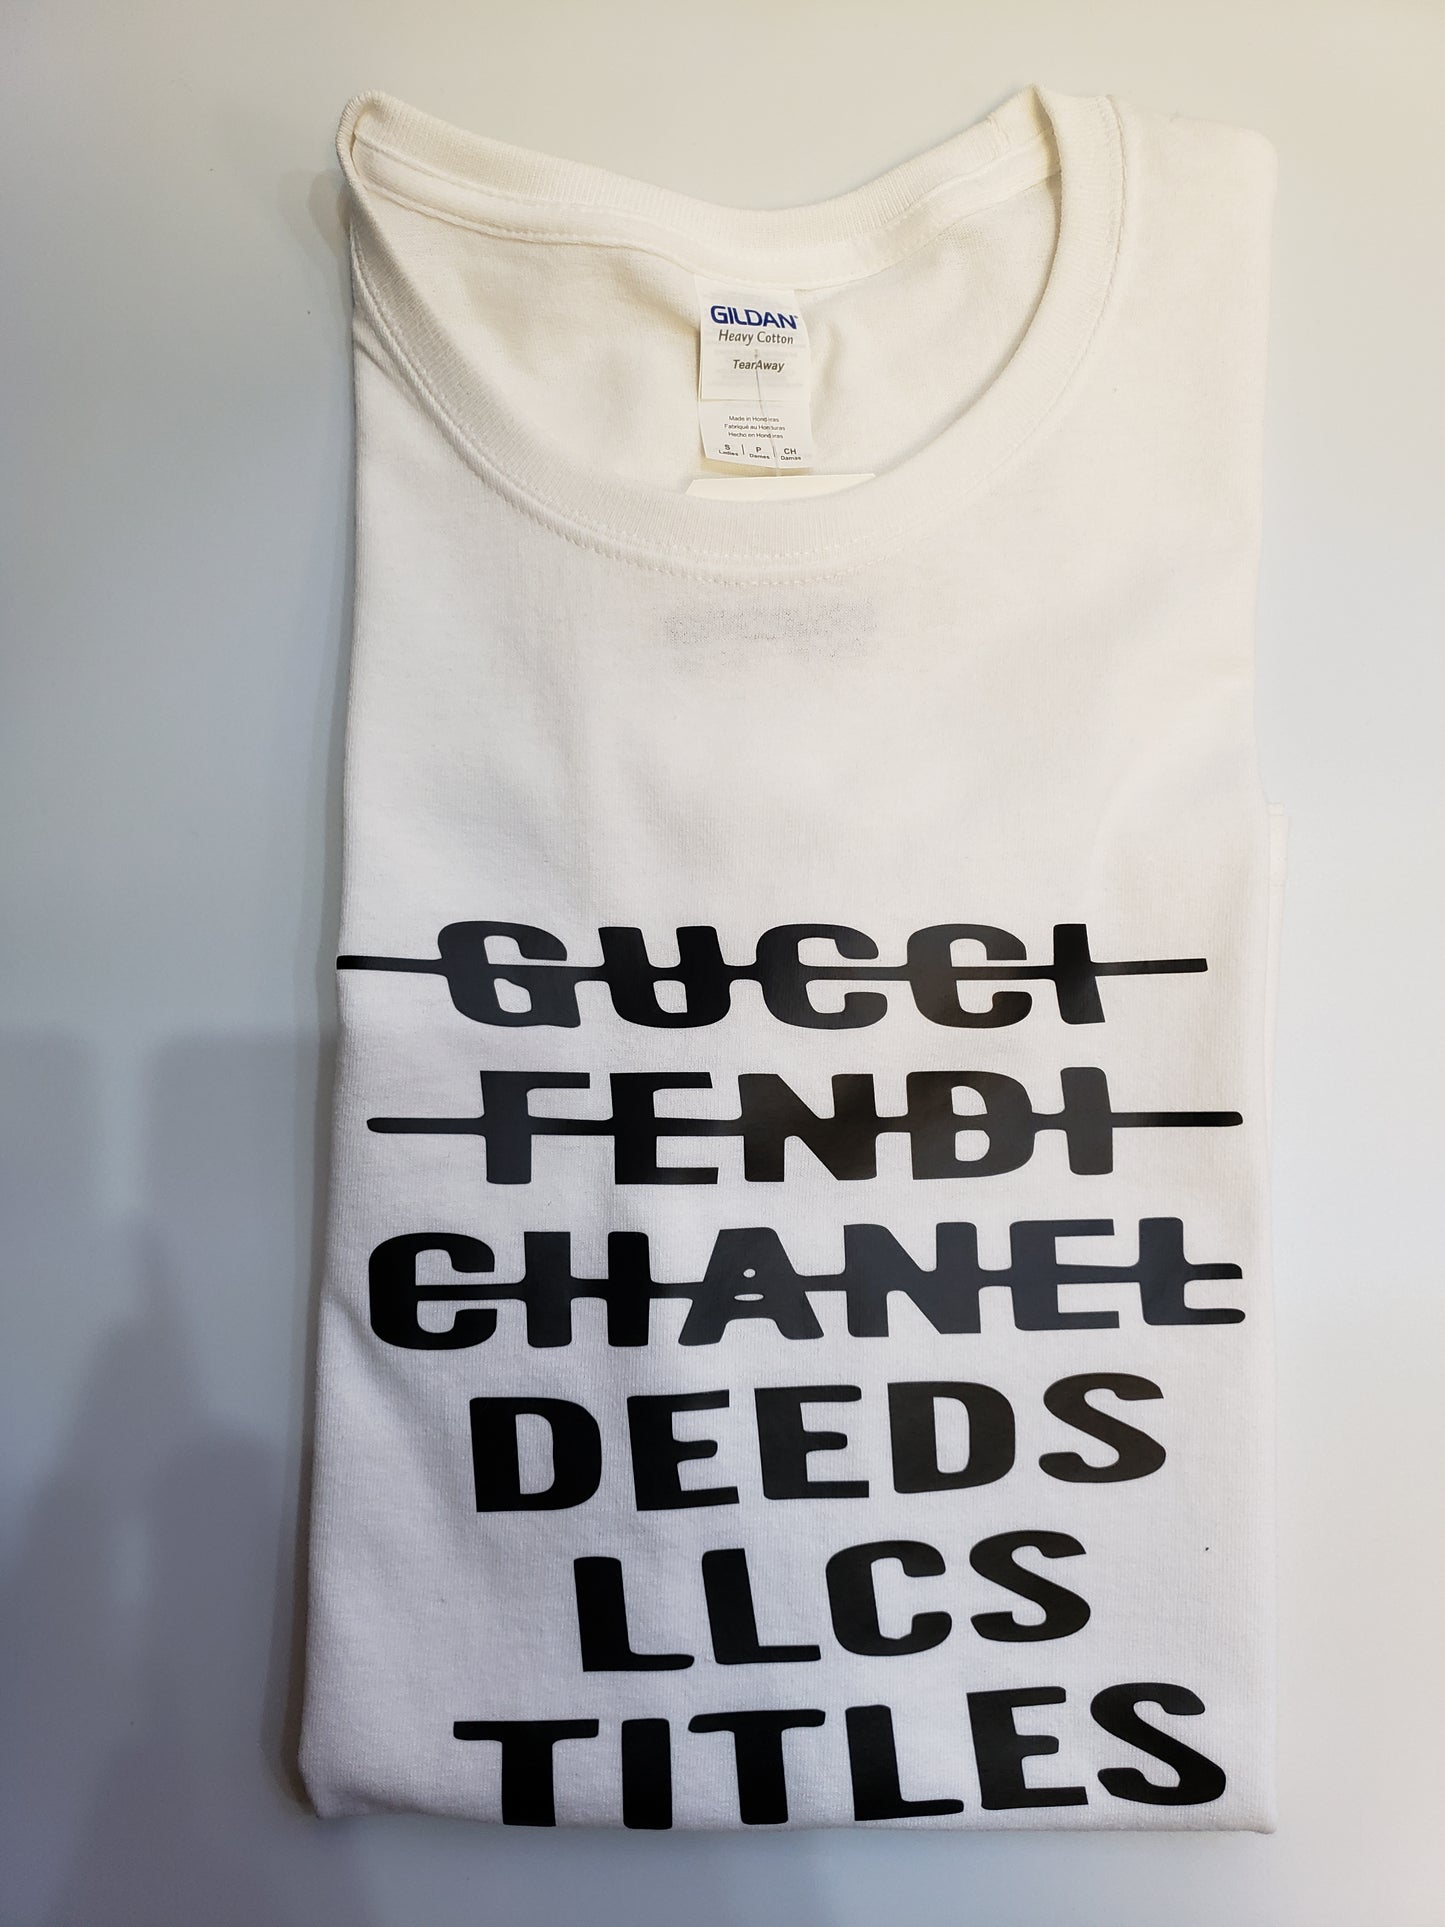 GILDAN
Heavy Cotton
TearAway
Made in Honduras
Fabriqué au Honduras
Hecho en Honduras
S | P | CH
Ladies | Dames | Damas
GUCCI
FENDI
CHANEL
DEEDS
LLCS
TITLES